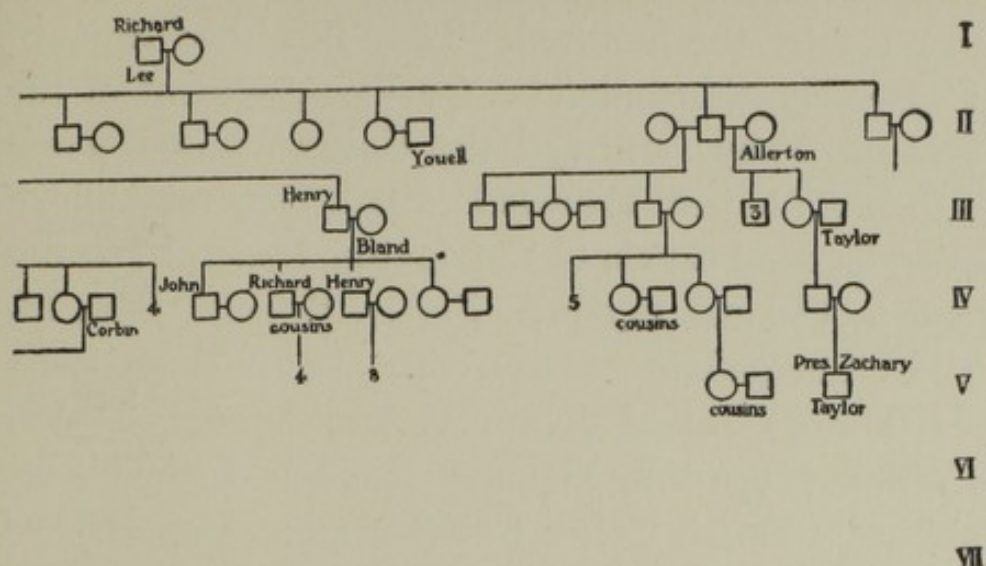 Richard
I
Lee
II
Youell
Allerton
Henry
3
III
Bland
Taylor
John
Richard
Henry
4
5
IV
Corbin
cousins
cousins
Pres. Zachary
4
8
V
cousins
Taylor
VI
VII